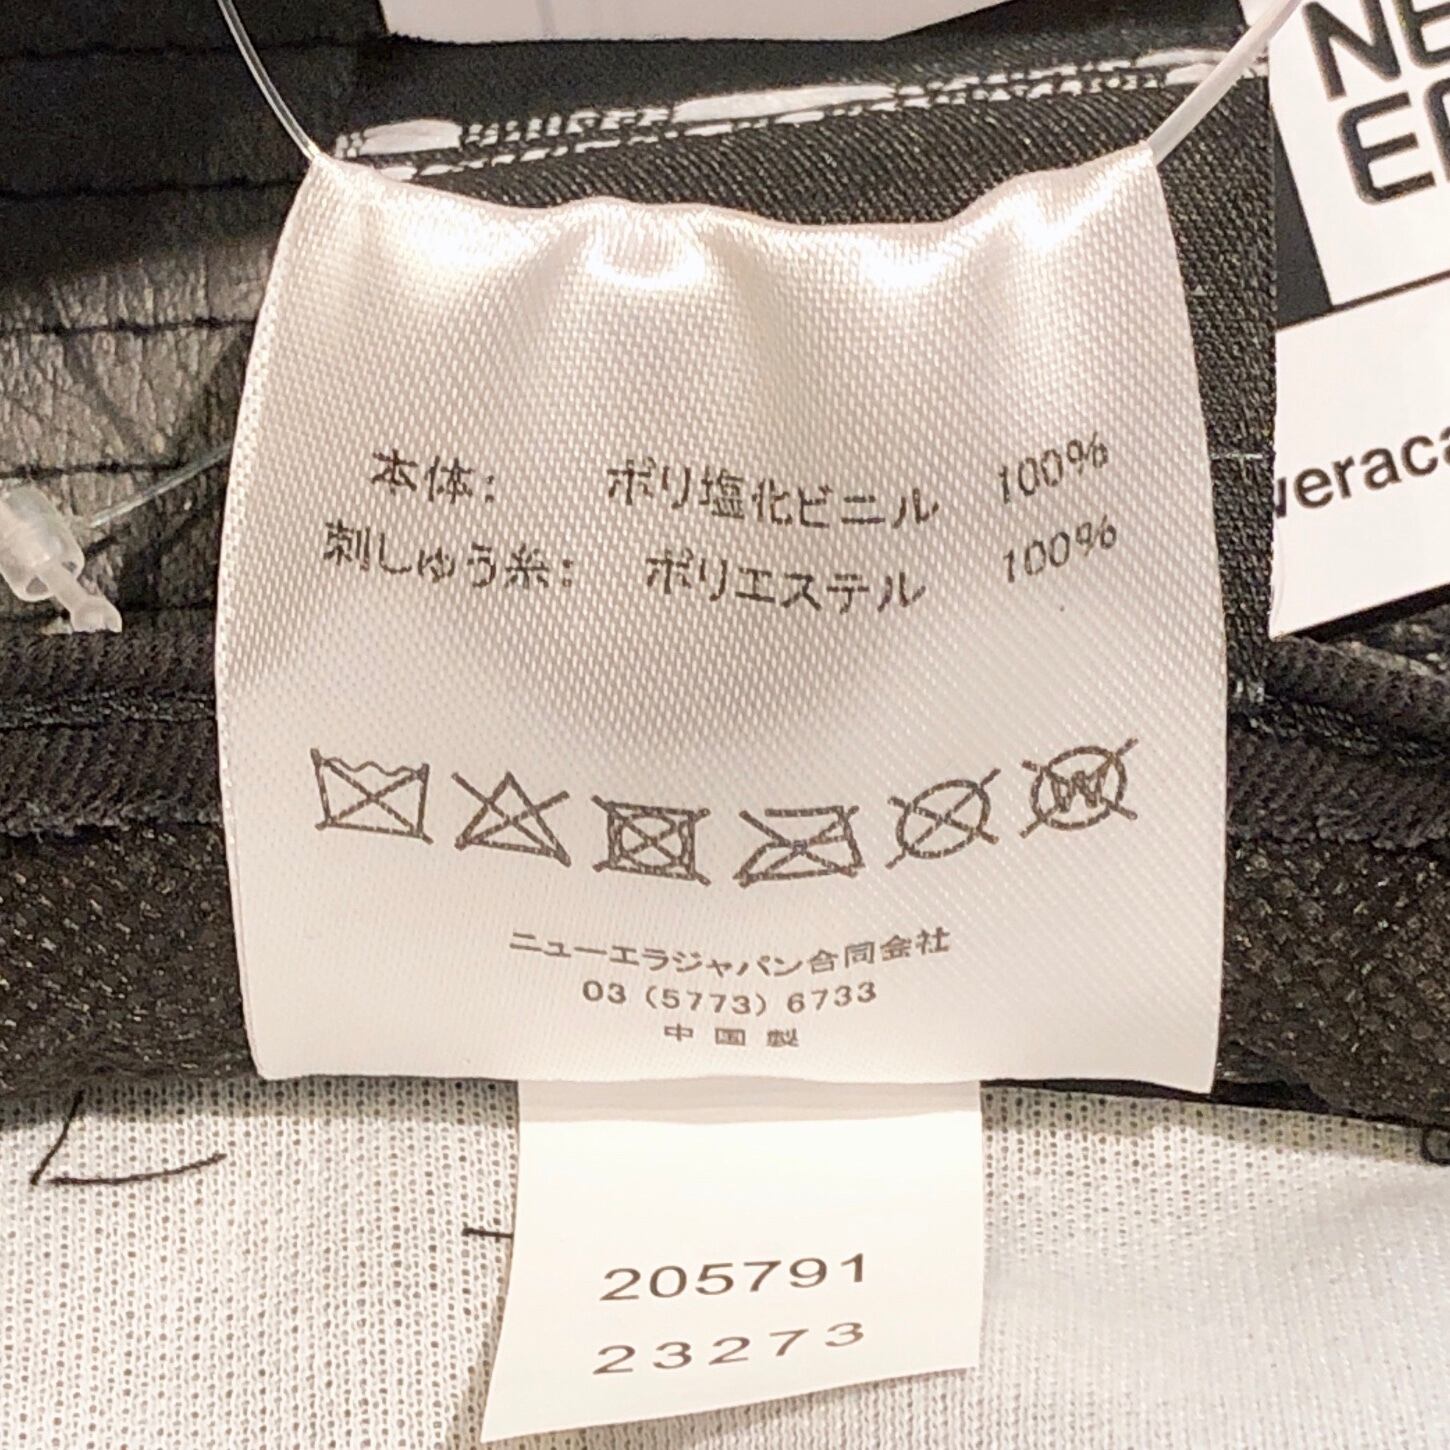 本体： ポリ塩化ビニル 100%
刺しゅう糸： ポリエステル 100%
W
ニューエラジャパン合同会社
03 (5773) 6733
中国製
205791
23273